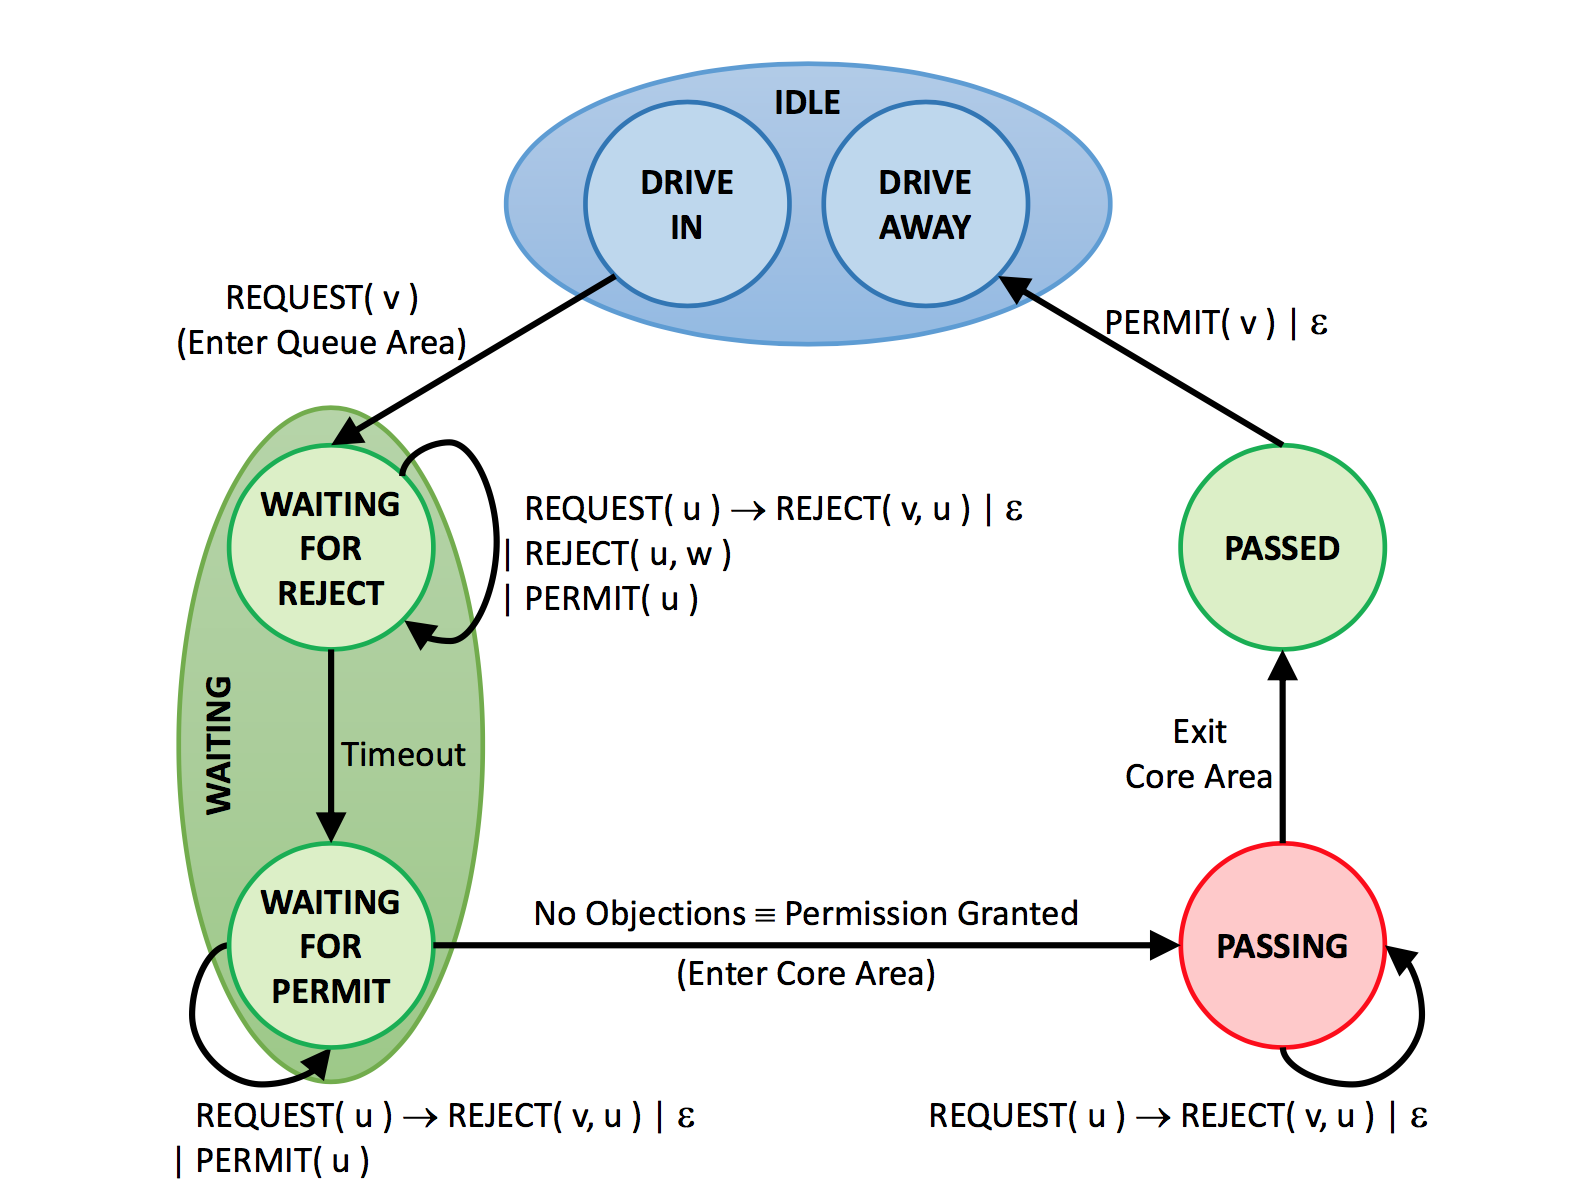 IDLE
DRIVE
IN
DRIVE
AWAY
REQUEST( v )
(Enter Queue Area)
PERMIT( v ) | ε
WAITING
FOR
REJECT
REQUEST( u ) → REJECT( v, u ) | ε
| REJECT( u, w )
| PERMIT( u )
PASSED
WAITING
Timeout
Exit
Core Area
WAITING
FOR
PERMIT
No Objections ≡ Permission Granted
(Enter Core Area)
PASSING
REQUEST( u ) → REJECT( v, u ) | ε
| PERMIT( u )
REQUEST( u ) → REJECT( v, u ) | ε